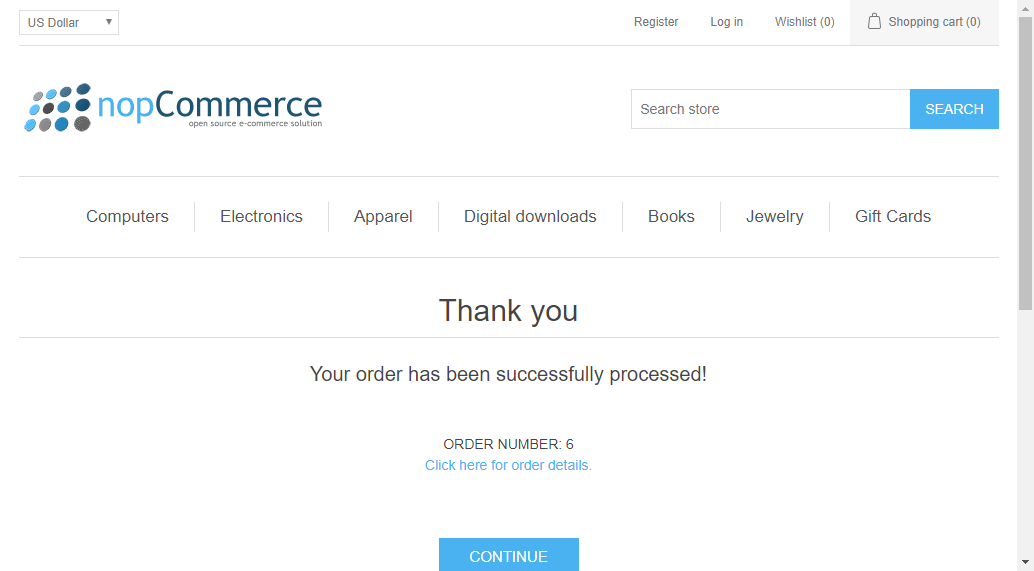 US Dollar
Register
Log in
Wishlist (0)
Shopping cart (0)
nopCommerce
open source e-commerce solution
Search store
SEARCH
Computers
Electronics
Apparel
Digital downloads
Books
Jewelry
Gift Cards
Thank you
Your order has been successfully processed!
ORDER NUMBER: 6
Click here for order details.
CONTINUE